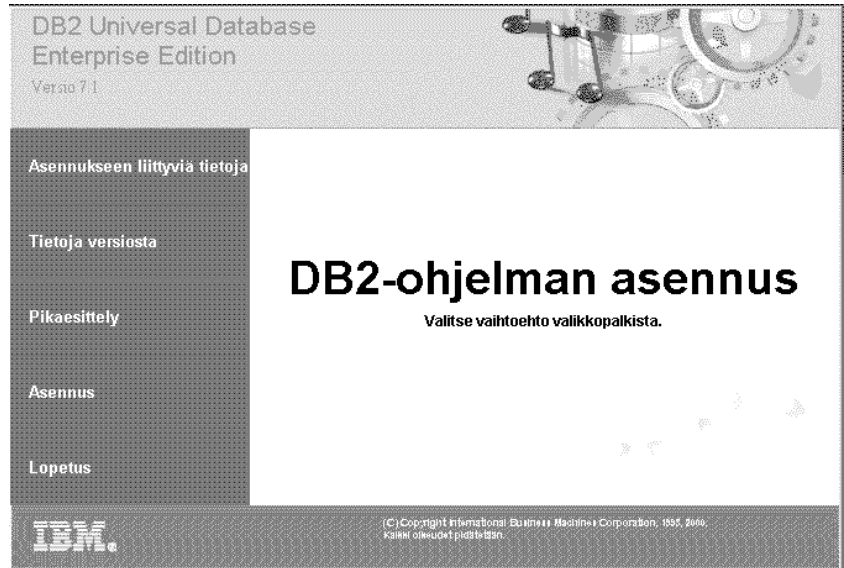 DB2 Universal Database
Enterprise Edition
Versio 7.1
Asennukseen liittyviä tietoja
Tietoja versiosta
Pikaesittely
Asennus
Lopetus
DB2-ohjelman asennus
Valitse vaihtoehto valikkopalkista.
IBM.
(C) Copyright International Business Machines Corporation, 1995, 2000.
Kaikki oikeudet pidätetään.